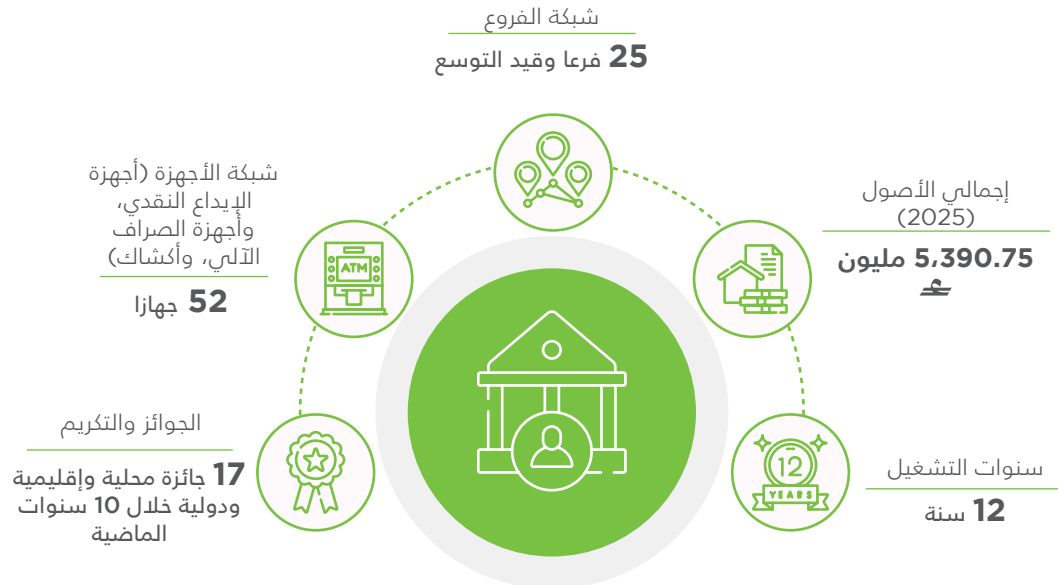 شبكة الفروع
25 فرعا وقيد التوسع
إجمالي الأصول
(2025)
5،390.75 مليون
سنوات التشغيل
12 سنة
12
YEARS
شبكة الأجهزة (أجهزة
الإيداع النقدي،
وأجهزة الصراف
الآلي، وأكشاك)
52 جهازا
ATM
الجوائز والتكريم
17 جائزة محلية وإقليمية
ودولية خلال 10 سنوات
الماضية